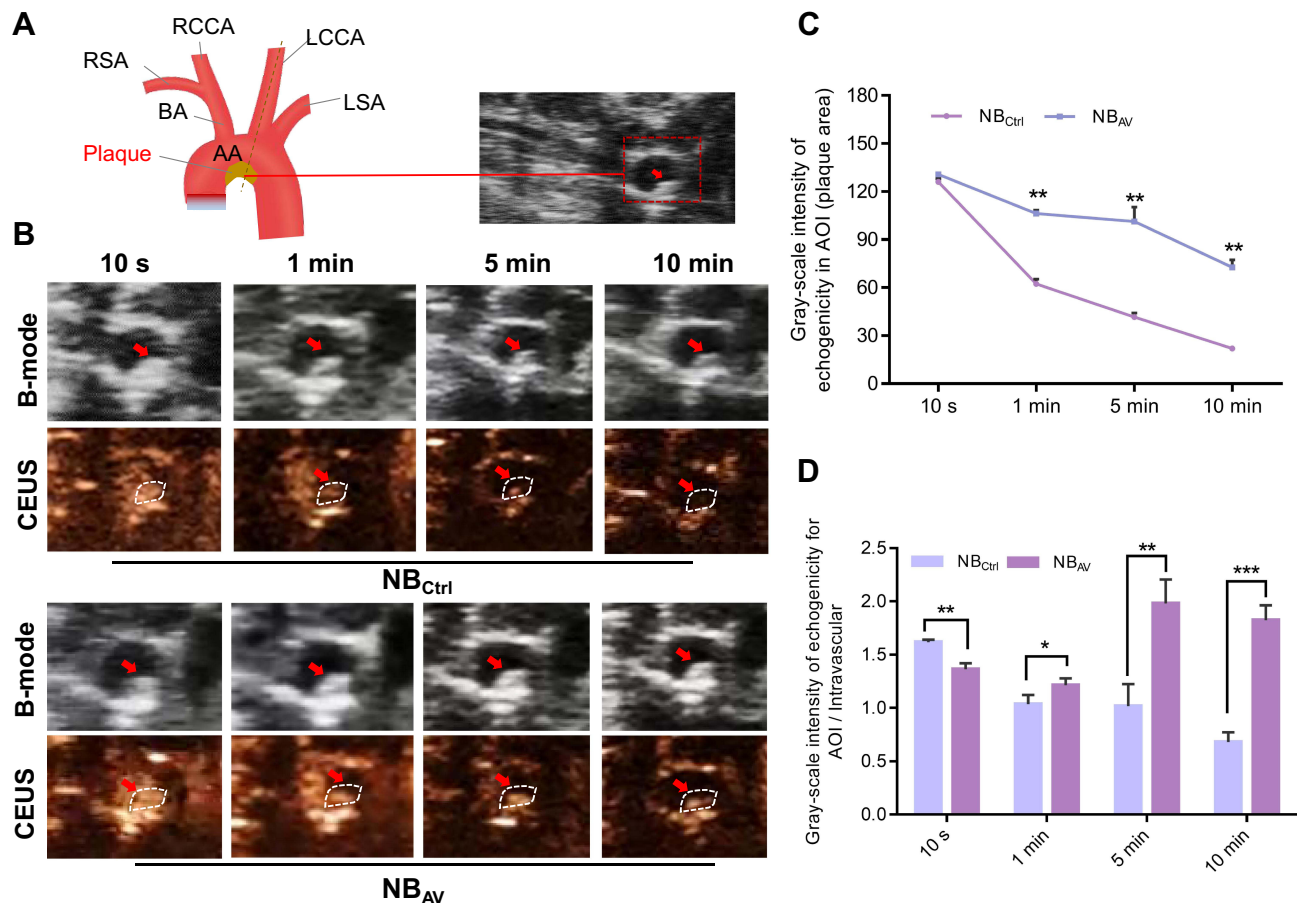 A
RCCA
LCCA
RSA
LSA
BA
Plaque
AA
B
10 s
1 min
5 min
10 min
B-mode
CEUS
NBCtrl
B-mode
CEUS
NBAV
C
Gray-scale intensity of
echogenicity in AOI (plaque area)
180
150
120
90
60
30
0
NBCtrl
NBAV
**
**
**
10 s
1 min
5 min
10 min
D
Gray-scale intensity of echogenicity for
AOI / Intravascular
2.5
2.0
1.5
1.0
0.5
0.0
NBCtrl
NBAV
**
*
**
***
10 s
1 min
5 min
10 min